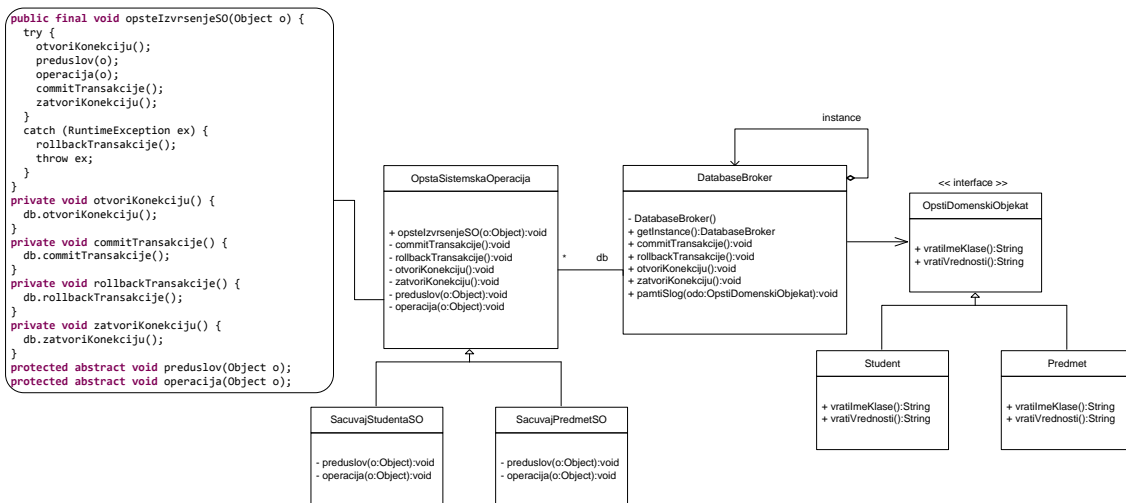 public final void opsteIzvrsenjeSO(Object o) {
try {
otvoriKonekciju();
preduslov(o);
operacija(o);
commitTransakcije();
zatvoriKonekciju();
}
catch (RuntimeException ex) {
rollbackTransakcije();
throw ex;
}
}
private void otvoriKonekciju() {
db.otvoriKonekciju();
}
private void commitTransakcije() {
db.commitTransakcije();
}
private void rollbackTransakcije() {
db.rollbackTransakcije();
}
private void zatvoriKonekciju() {
db.zatvoriKonekciju();
}
protected abstract void preduslov(Object o);
protected abstract void operacija(Object o);
OpstaSistemskaOperacija
+ opsteIzvrsenjeSO(o:Object):void
- commitTransakcije():void
- rollbackTransakcije():void
- otvoriKonekciju():void
- zatvoriKonekciju():void
- preduslov(o:Object):void
- operacija(o:Object):void
* db
instance
DatabaseBroker
- DatabaseBroker()
+ getInstance():DatabaseBroker
+ commitTransakcije():void
+ rollbackTransakcije():void
+ otvoriKonekciju():void
+ zatvoriKonekciju():void
+ pamtiSlog(odo:OpstiDomenskiObjekat):void
<< interface >>
OpstiDomenskiObjekat
+ vratiImeKlase():String
+ vratiVrednosti():String
SacuvajStudentaSO
- preduslov(o:Object):void
- operacija(o:Object):void
SacuvajPredmetSO
- preduslov(o:Object):void
- operacija(o:Object):void
Student
+ vratiImeKlase():String
+ vratiVrednosti():String
Predmet
+ vratiImeKlase():String
+ vratiVrednosti():String